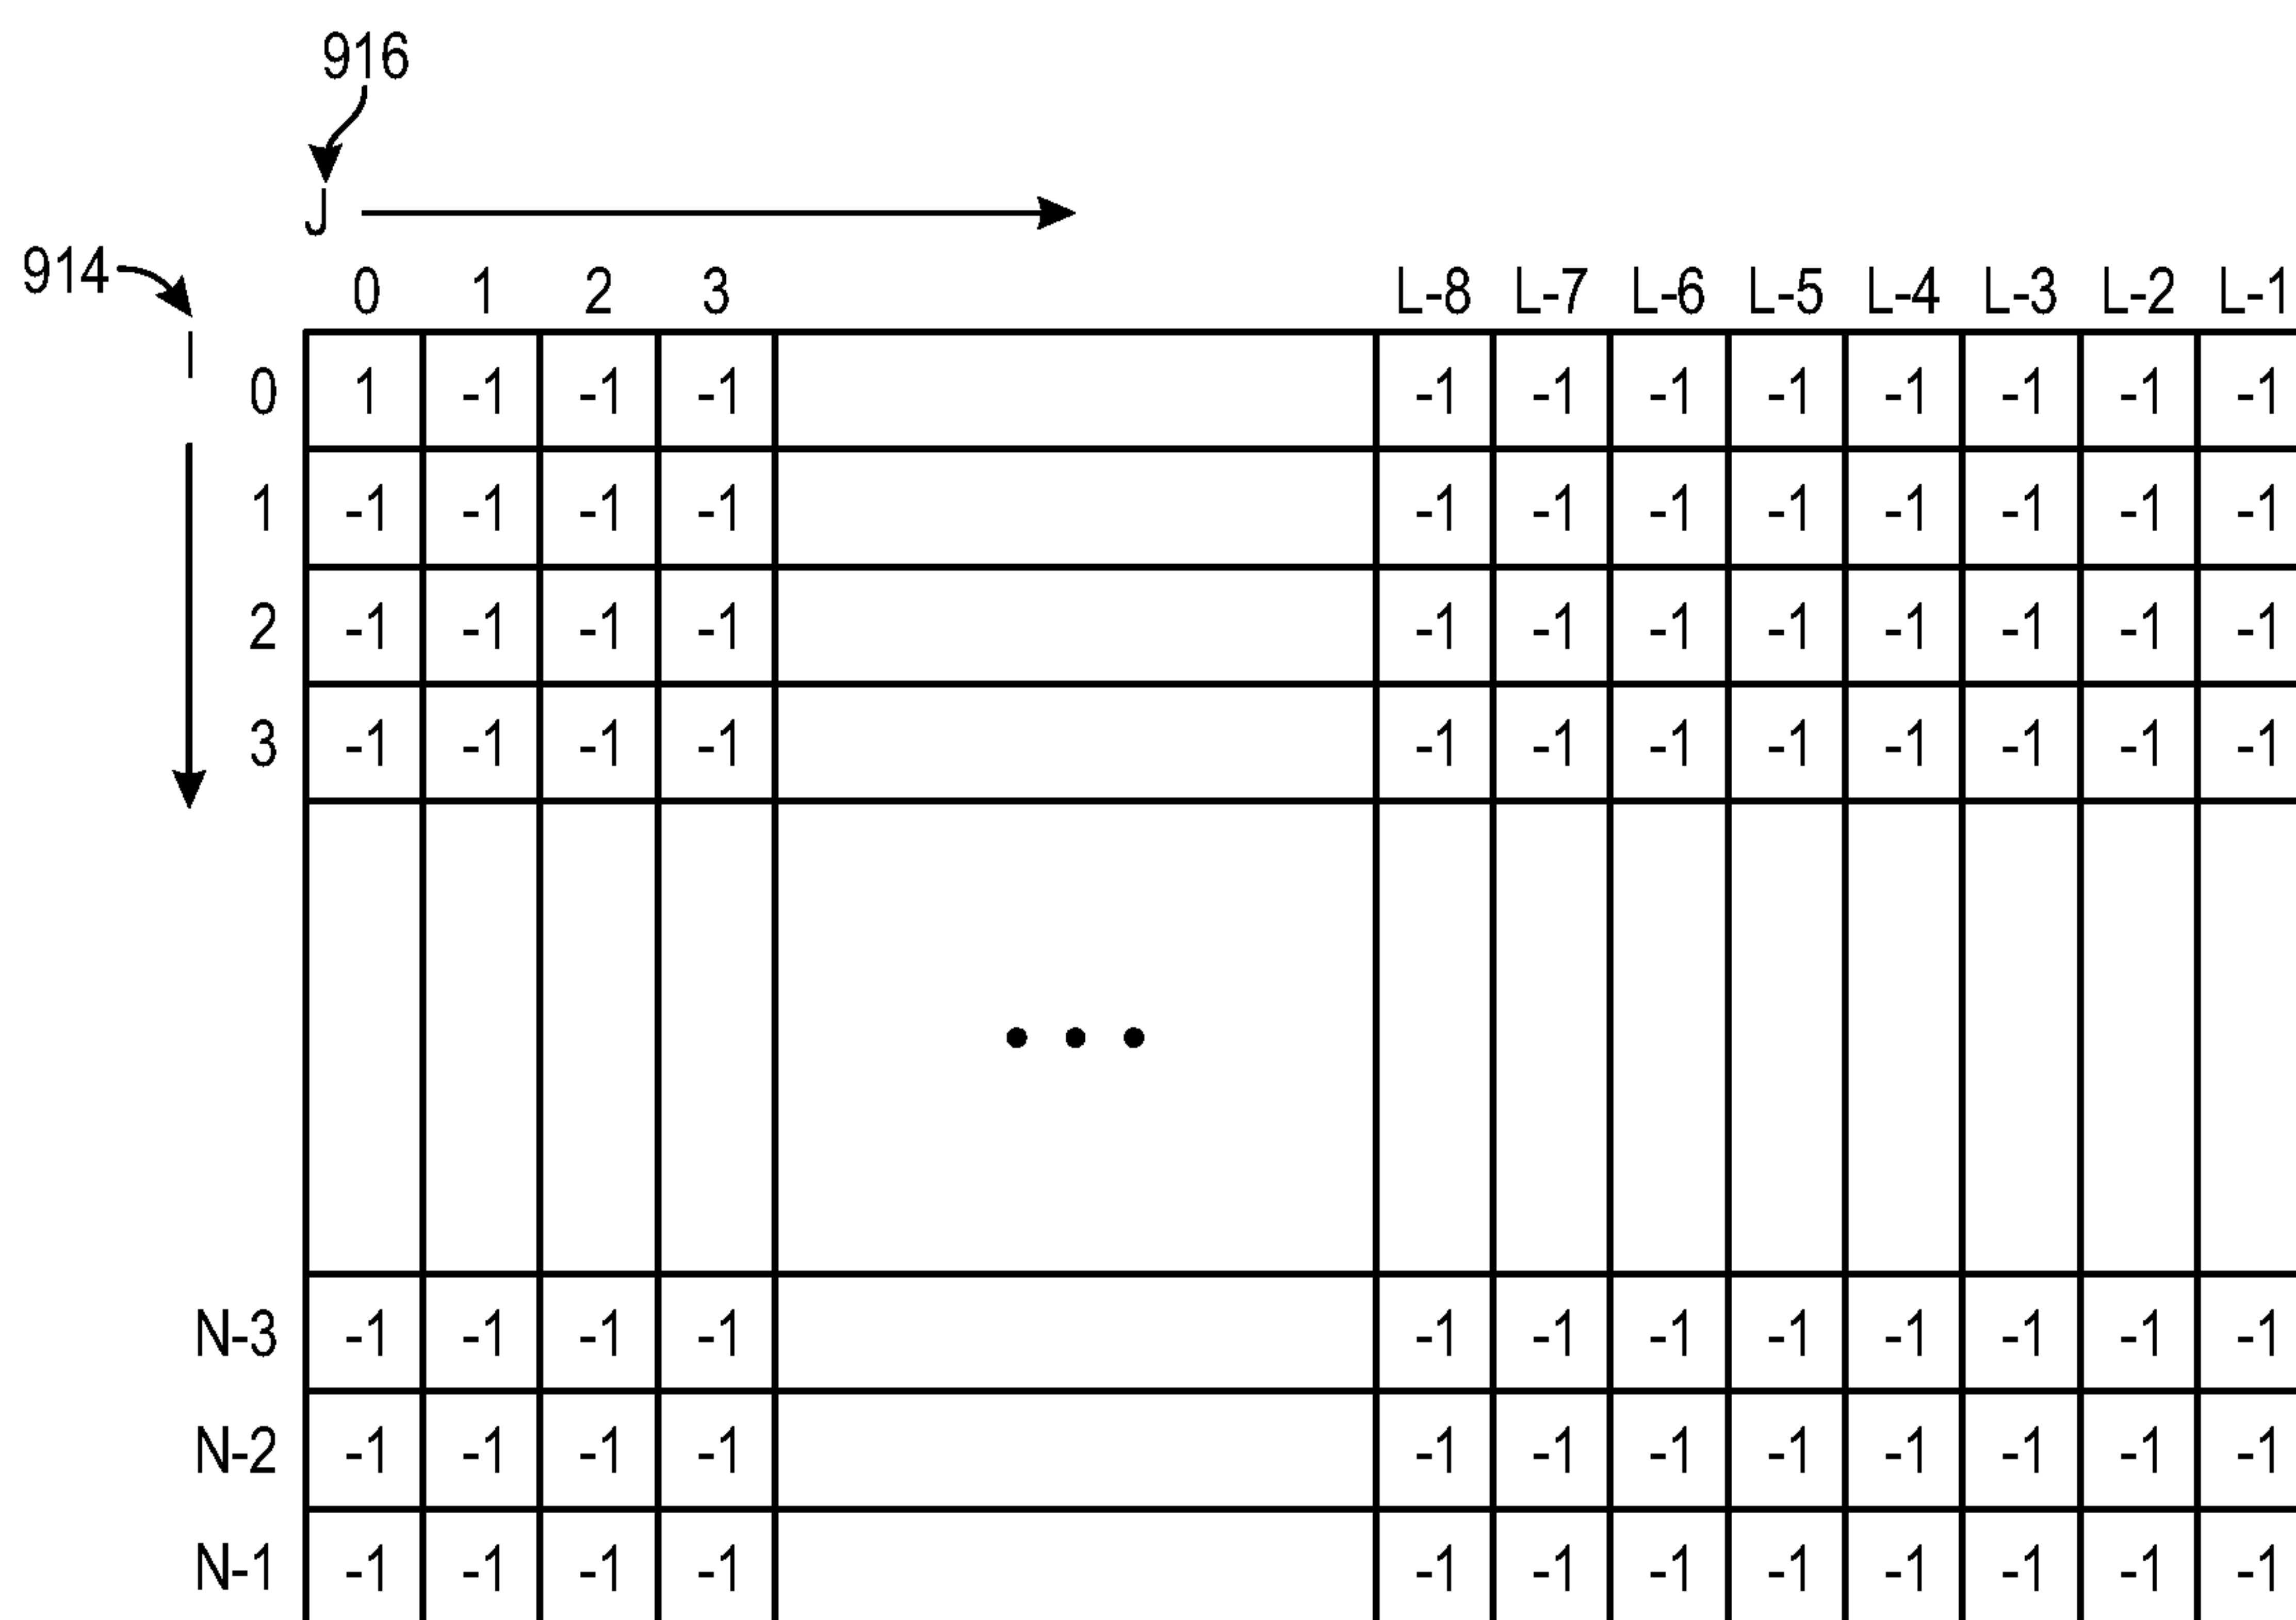 916
J
914
0 1 2 3 L-8 L-7 L-6 L-5 L-4 L-3 L-2 L-1
I
0 1 -1 -1 -1 -1 -1 -1 -1 -1 -1 -1 -1
1 -1 -1 -1 -1 -1 -1 -1 -1 -1 -1 -1 -1
2 -1 -1 -1 -1 -1 -1 -1 -1 -1 -1 -1 -1
3 -1 -1 -1 -1 -1 -1 -1 -1 -1 -1 -1 -1
• • •
N-3 -1 -1 -1 -1 -1 -1 -1 -1 -1 -1 -1 -1
N-2 -1 -1 -1 -1 -1 -1 -1 -1 -1 -1 -1 -1
N-1 -1 -1 -1 -1 -1 -1 -1 -1 -1 -1 -1 -1